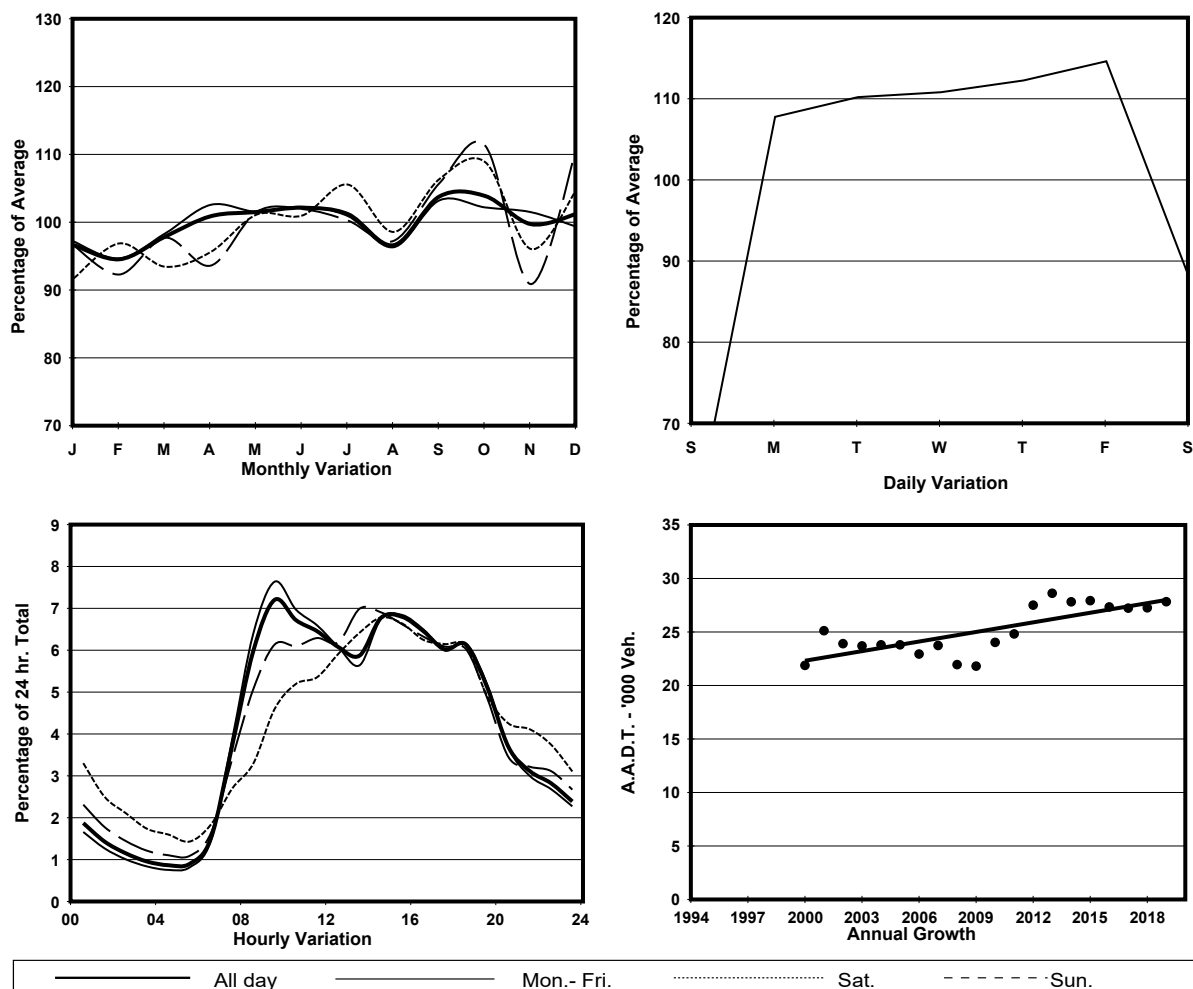 130
120
110
100
90
80
70
Percentage of Average
J F M A M J J A S O N D
Monthly Variation
120
110
100
90
80
70
Percentage of Average
S M T W T F S
Daily Variation
9
8
7
6
5
4
3
2
1
0
Percentage of 24 hr. Total
00 04 08 12 16 20 24
Hourly Variation
35
30
25
20
15
10
5
0
A.A.D.T. - '000 Veh.
1994 1997 2000 2003 2006 2009 2012 2015 2018
Annual Growth
All day Mon.- Fri. Sat. Sun.